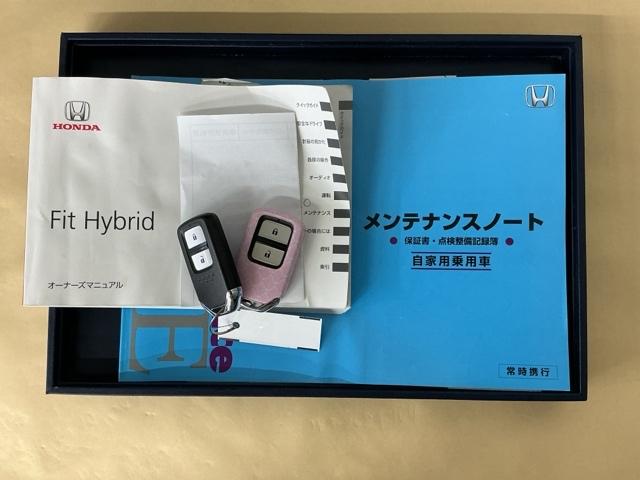 HONDA
Fit Hybrid
オーナーズマニュアル
クイックガイド
安全なドライブ
計器の見かた
各部の操作
オーディオ
運転
メンテナンス
の場合には
資料
索引
メンテナンスノート
保証書・点検整備記録簿
自家用乗用車
常時携行